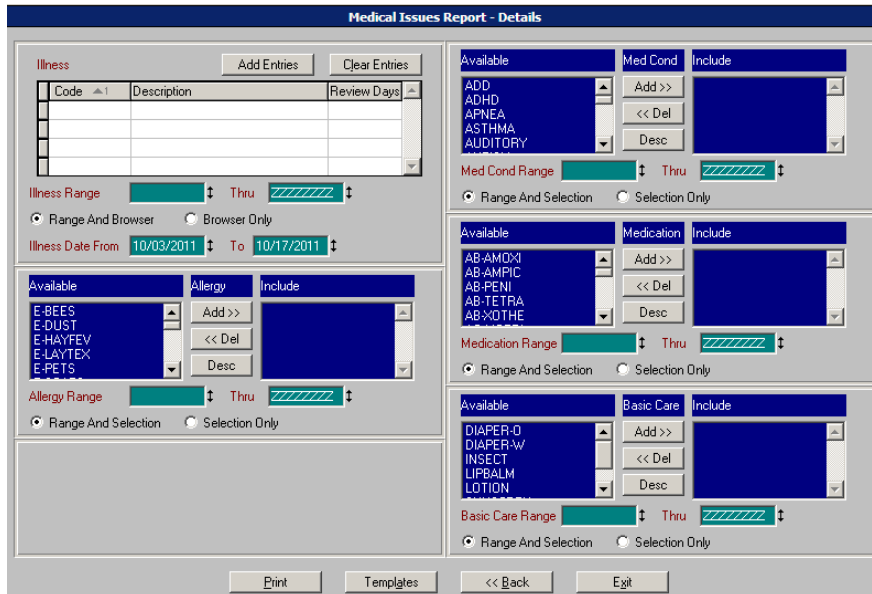 Medical Issues Report - Details
Illness
Add Entries
Clear Entries
Code 1 Description Review Days
Illness Range Thru ZZZZZZZZ
Range And Browser Browser Only
Illness Date From 10/03/2011 To 10/17/2011
Available Allergy Include
E-BEES
E-DUST
E-HAYFEV
E-LAYTEX
E-PETS
Add >>
<< Del
Desc
Allergy Range Thru ZZZZZZZZ
Range And Selection Selection Only
Available Med Cond Include
ADD
ADHD
APNEA
ASTHMA
AUDITORY
Add >>
<< Del
Desc
Med Cond Range Thru ZZZZZZZZ
Range And Selection Selection Only
Available Medication Include
AB-AMOXI
AB-AMPIC
AB-PENI
AB-TETRA
AB-XOTHE
Add >>
<< Del
Desc
Medication Range Thru ZZZZZZZZ
Range And Selection Selection Only
Available Basic Care Include
DIAPER-O
DIAPER-W
INSECT
LIPBALM
LOTION
Add >>
<< Del
Desc
Basic Care Range Thru ZZZZZZZZ
Range And Selection Selection Only
Print Templates << Back Exit